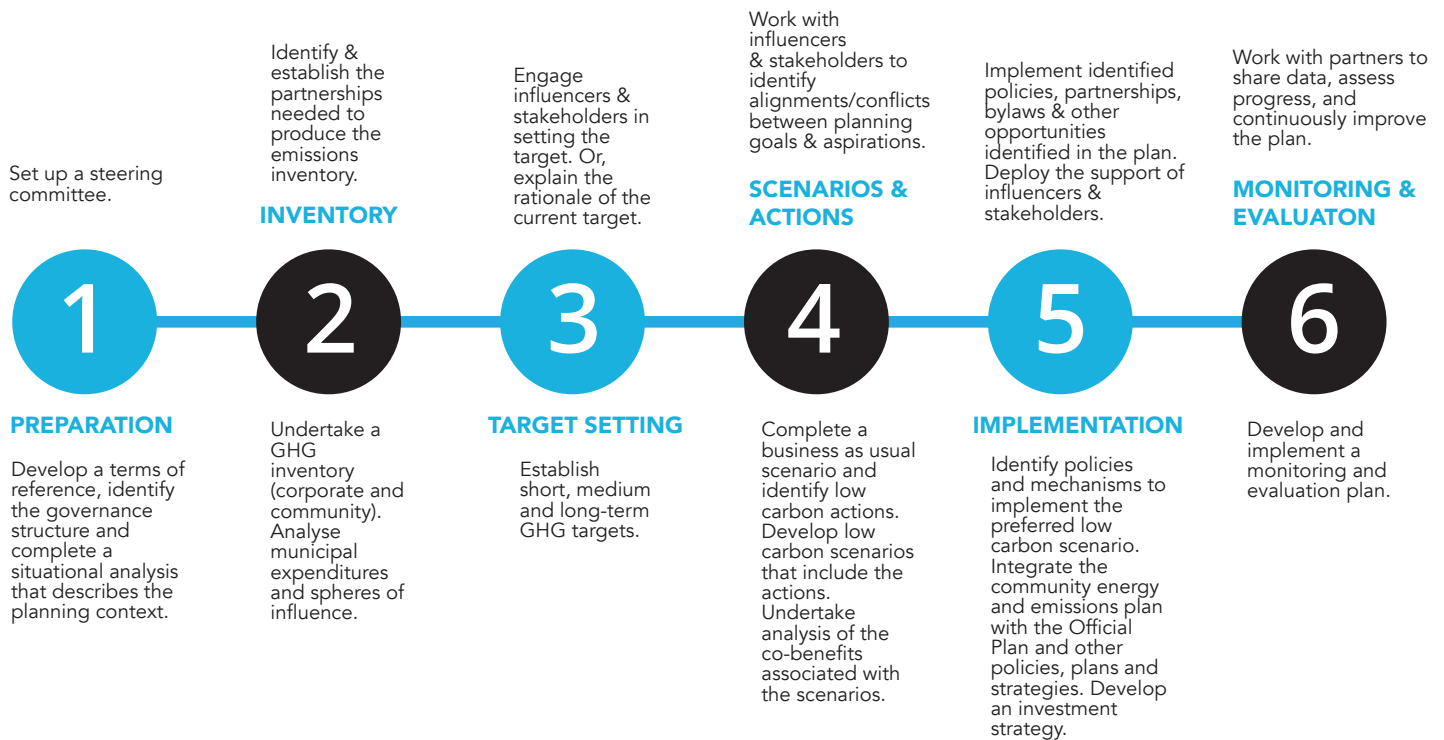 Set up a steering
committee.
1
PREPARATION
Develop a terms of
reference, identify
the governance
structure and
complete a
situational analysis
that describes the
planning context.
Identify &
establish the
partnerships
needed to
produce the
emissions
inventory.
INVENTORY
2
Undertake a
GHG
inventory
(corporate and
community).
Analyse
municipal
expenditures
and spheres of
influence.
Engage
influencers &
stakeholders in
setting the
target. Or,
explain the
rationale of the
current target.
3
TARGET SETTING
Establish
short, medium
and long-term
GHG targets.
Work with
influencers
& stakeholders to
identify
alignments/conflicts
between planning
goals & aspirations.
SCENARIOS &
ACTIONS
4
Complete a
business as usual
scenario and
identify low
carbon actions.
Develop low
carbon scenarios
that include the
actions.
Undertake
analysis of the
co-benefits
associated with
the scenarios.
Implement identified
policies, partnerships,
bylaws & other
opportunities
identified in the plan.
Deploy the support of
influencers &
stakeholders.
5
IMPLEMENTATION
Identify policies
and mechanisms to
implement the
preferred low
carbon scenario.
Integrate the
community energy
and emissions plan
with the Official
Plan and other
policies, plans and
strategies. Develop
an investment
strategy.
Work with partners to
share data, assess
progress, and
continuously improve
the plan.
MONITORING &
EVALUATON
6
Develop and
implement a
monitoring and
evaluation plan.